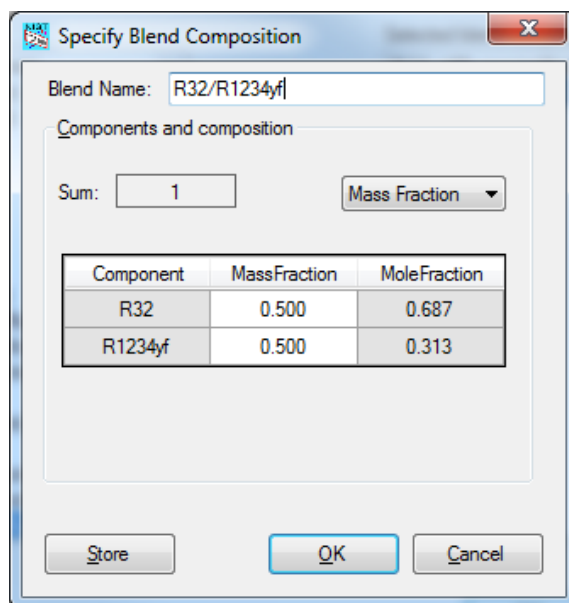 Specify Blend Composition
Blend Name: R32/R1234yf
Components and composition
Sum: 1 Mass Fraction
Component MassFraction MoleFraction
R32 0.500 0.687
R1234yf 0.500 0.313
Store OK Cancel